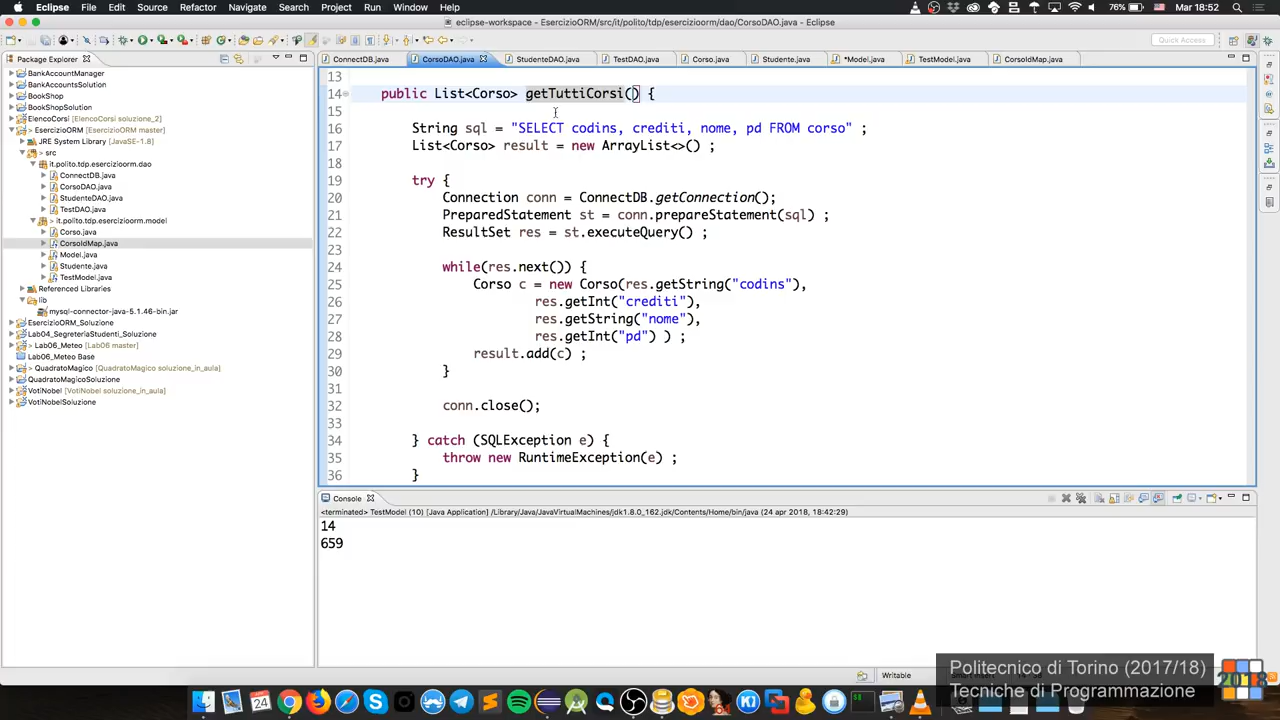 Eclipse File Edit Source Refactor Navigate Search Project Run Window Help 76% Mar 18:52
eclipse-workspace - EsercizioORM/src/it/polito/tdp/esercizioorm/dao/CorsoDAO.java - Eclipse
Quick Access
Package Explorer
ConnectDB.java CorsoDAO.java StudenteDAO.java TestDAO.java Corso.java Studente.java *Model.java TestModel.java CorsoIdMap.java
BankAccountManager
BankAccountsSolution
BookShop
BookShopSolution
ElencoCorsi [ElencoCorsi soluzione_2]
> EsercizioORM [EsercizioORM master]
JRE System Library [JavaSE-1.8]
> src
it.polito.tdp.esercizioorm.dao
ConnectDB.java
CorsoDAO.java
StudenteDAO.java
TestDAO.java
> it.polito.tdp.esercizioorm.model
Corso.java
CorsoIdMap.java
Model.java
Studente.java
TestModel.java
Referenced Libraries
lib
mysql-connector-java-5.1.46-bin.jar
EsercizioORM_Soluzione
Lab04_SegreteriaStudenti_Soluzione
> Lab06_Meteo [Lab06 master]
Lab06_Meteo Base
> QuadratoMagico [QuadratoMagico soluzione_in_aula]
QuadratoMagicoSoluzione
VotiNobel [VotiNobel soluzione_in_aula]
VotiNobelSoluzione
13
14 public List<Corso> getTuttiCorsi() {
15
16 String sql = "SELECT codins, crediti, nome, pd FROM corso" ;
17 List<Corso> result = new ArrayList<>() ;
18
19 try {
20 Connection conn = ConnectDB.getConnection();
21 PreparedStatement st = conn.prepareStatement(sql) ;
22 ResultSet res = st.executeQuery() ;
23
24 while(res.next()) {
25 Corso c = new Corso(res.getString("codins"),
26 res.getInt("crediti"),
27 res.getString("nome"),
28 res.getInt("pd") ) ;
29 result.add(c) ;
30 }
31
32 conn.close();
33
34 } catch (SQLException e) {
35 throw new RuntimeException(e) ;
36 }
Console
<terminated> TestModel (10) [Java Application] /Library/Java/JavaVirtualMachines/jdk1.8.0_162.jdk/Contents/Home/bin/java (24 apr 2018, 18:42:29)
14
659
Writable
Politecnico di Torino (2017/18)
Tecniche di Programmazione
2018